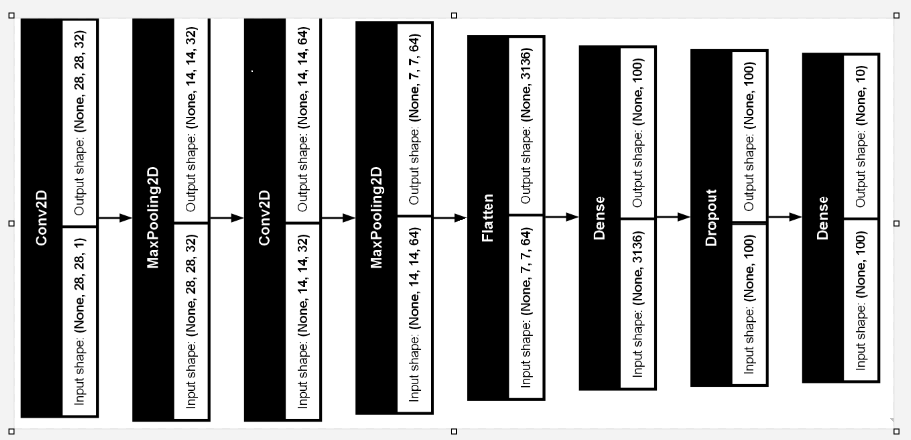 Conv2D
Input shape: (None, 28, 28, 1)
Output shape: (None, 28, 28, 32)
MaxPooling2D
Input shape: (None, 28, 28, 32)
Output shape: (None, 14, 14, 32)
Conv2D
Input shape: (None, 14, 14, 32)
Output shape: (None, 14, 14, 64)
MaxPooling2D
Input shape: (None, 14, 14, 64)
Output shape: (None, 7, 7, 64)
Flatten
Input shape: (None, 7, 7, 64)
Output shape: (None, 3136)
Dense
Input shape: (None, 3136)
Output shape: (None, 100)
Dropout
Input shape: (None, 100)
Output shape: (None, 100)
Dense
Input shape: (None, 100)
Output shape: (None, 10)